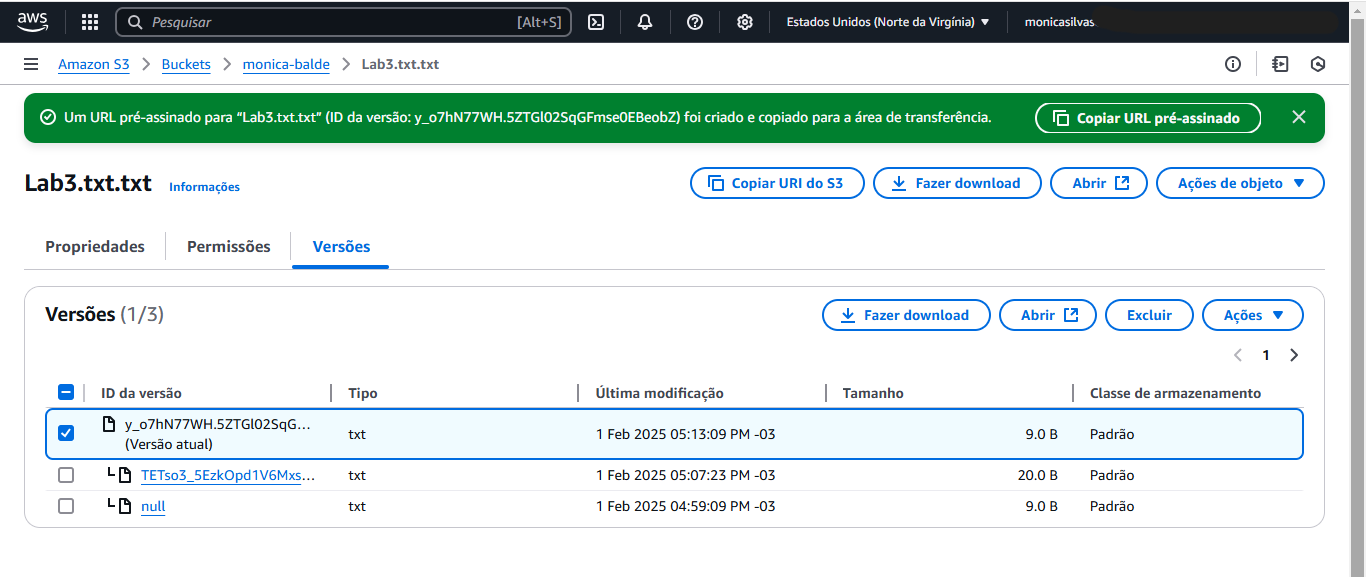 aws Pesquisar [Alt+S] Estados Unidos (Norte da Virgínia) monicasilvas
Amazon S3 Buckets monica-balde Lab3.txt.txt
Um URL pré-assinado para “Lab3.txt.txt” (ID da versão: y_o7hN77WH.5ZTGl02SqGFmse0EBeobZ) foi criado e copiado para a área de transferência. Copiar URL pré-assinado
Lab3.txt.txt Informações Copiar URI do S3 Fazer download Abrir Ações de objeto
Propriedades Permissões Versões
Versões (1/3) Fazer download Abrir Excluir Ações
1
ID da versão Tipo Última modificação Tamanho Classe de armazenamento
y_o7hN77WH.5ZTGl02SqG...
(Versão atual) txt 1 Feb 2025 05:13:09 PM -03 9.0 B Padrão
TETso3_5EzkOpd1V6Mxs... txt 1 Feb 2025 05:07:23 PM -03 20.0 B Padrão
null txt 1 Feb 2025 04:59:09 PM -03 9.0 B Padrão